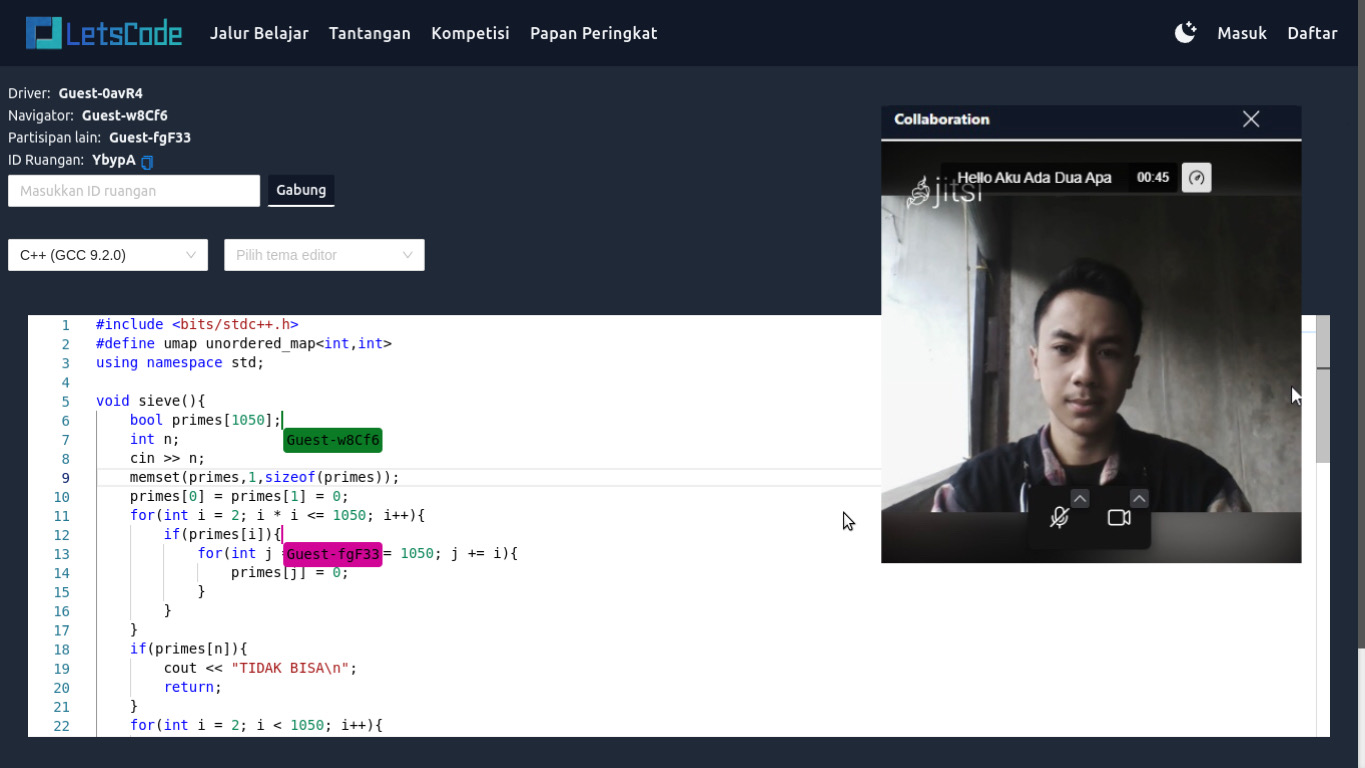 LetsCode Jalur Belajar Tantangan Kompetisi Papan Peringkat Masuk Daftar
Driver: Guest-0avR4
Navigator: Guest-w8Cf6
Partisipan lain: Guest-fgF33
ID Ruangan: YbypA
Masukkan ID ruangan Gabung
C++ (GCC 9.2.0) Pilih tema editor
Collaboration
Hello Aku Ada Dua Apa 00:45
jitsi
1 #include <bits/stdc++.h>
2 #define umap unordered_map<int,int>
3 using namespace std;
4
5 void sieve(){
6 bool primes[1050];
7 int n; Guest-w8Cf6
8 cin >> n;
9 memset(primes,1,sizeof(primes));
10 primes[0] = primes[1] = 0;
11 for(int i = 2; i * i <= 1050; i++){
12 if(primes[i]){
13 for(int j Guest-fgF33 = 1050; j += i){
14 primes[j] = 0;
15 }
16 }
17 }
18 if(primes[n]){
19 cout << "TIDAK BISA\n";
20 return;
21 }
22 for(int i = 2; i < 1050; i++){